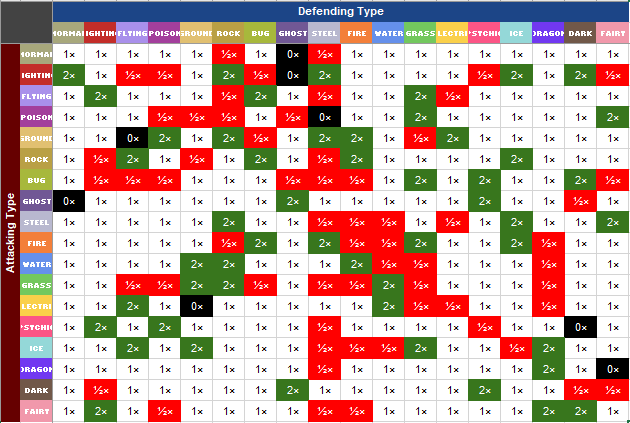 Defending Type
NORMAL IGHTING FLYING POISON GROUND ROCK BUG GHOST STEEL FIRE WATER GRASS LECTRI PSYCHIC ICE DRAGON DARK FAIRY
Attacking Type
NORMAL 1× 1× 1× 1× 1× ½× 1× 0× ½× 1× 1× 1× 1× 1× 1× 1× 1× 1×
IGHTING 2× 1× ½× ½× 1× 2× ½× 0× 2× 1× 1× 1× 1× ½× 2× 1× 2× ½×
FLYING 1× 2× 1× 1× 1× ½× 2× 1× ½× 1× 1× 2× ½× 1× 1× 1× 1× 1×
POISON 1× 1× 1× ½× ½× ½× 1× ½× 0× 1× 1× 2× 1× 1× 1× 1× 1× 2×
GROUND 1× 1× 0× 2× 1× 2× ½× 1× 2× 2× 1× ½× 2× 1× 1× 1× 1× 1×
ROCK 1× ½× 2× 1× ½× 1× 2× 1× ½× 2× 1× 1× 1× 1× 2× 1× 1× 1×
BUG 1× ½× ½× ½× 1× 1× 1× ½× ½× ½× 1× 2× 1× 2× 1× 1× 2× ½×
GHOST 0× 1× 1× 1× 1× 1× 1× 2× 1× 1× 1× 1× 1× 2× 1× 1× ½× 1×
STEEL 1× 1× 1× 1× 1× 2× 1× 1× ½× ½× ½× 1× ½× 1× 2× 1× 1× 2×
FIRE 1× 1× 1× 1× 1× ½× 2× 1× 2× ½× ½× 2× 1× 1× 2× ½× 1× 1×
WATER 1× 1× 1× 1× 2× 2× 1× 1× 1× 2× ½× ½× 1× 1× 1× ½× 1× 1×
GRASS 1× 1× ½× ½× 2× 2× ½× 1× ½× ½× 2× ½× 1× 1× 1× ½× 1× 1×
LECTRI 1× 1× 2× 1× 0× 1× 1× 1× 1× 1× 2× ½× ½× 1× 1× ½× 1× 1×
PSYCHIC 1× 2× 1× 2× 1× 1× 1× 1× ½× 1× 1× 1× 1× ½× 1× 1× 0× 1×
ICE 1× 1× 2× 1× 2× 1× 1× 1× ½× ½× ½× 2× 1× 1× ½× 2× 1× 1×
DRAGON 1× 1× 1× 1× 1× 1× 1× 1× ½× 1× 1× 1× 1× 1× 1× 2× 1× 0×
DARK 1× ½× 1× 1× 1× 1× 1× 2× 1× 1× 1× 1× 1× 2× 1× 1× ½× ½×
FAIRY 1× 2× 1× ½× 1× 1× 1× 1× ½× ½× 1× 1× 1× 1× 1× 2× 2× 1×